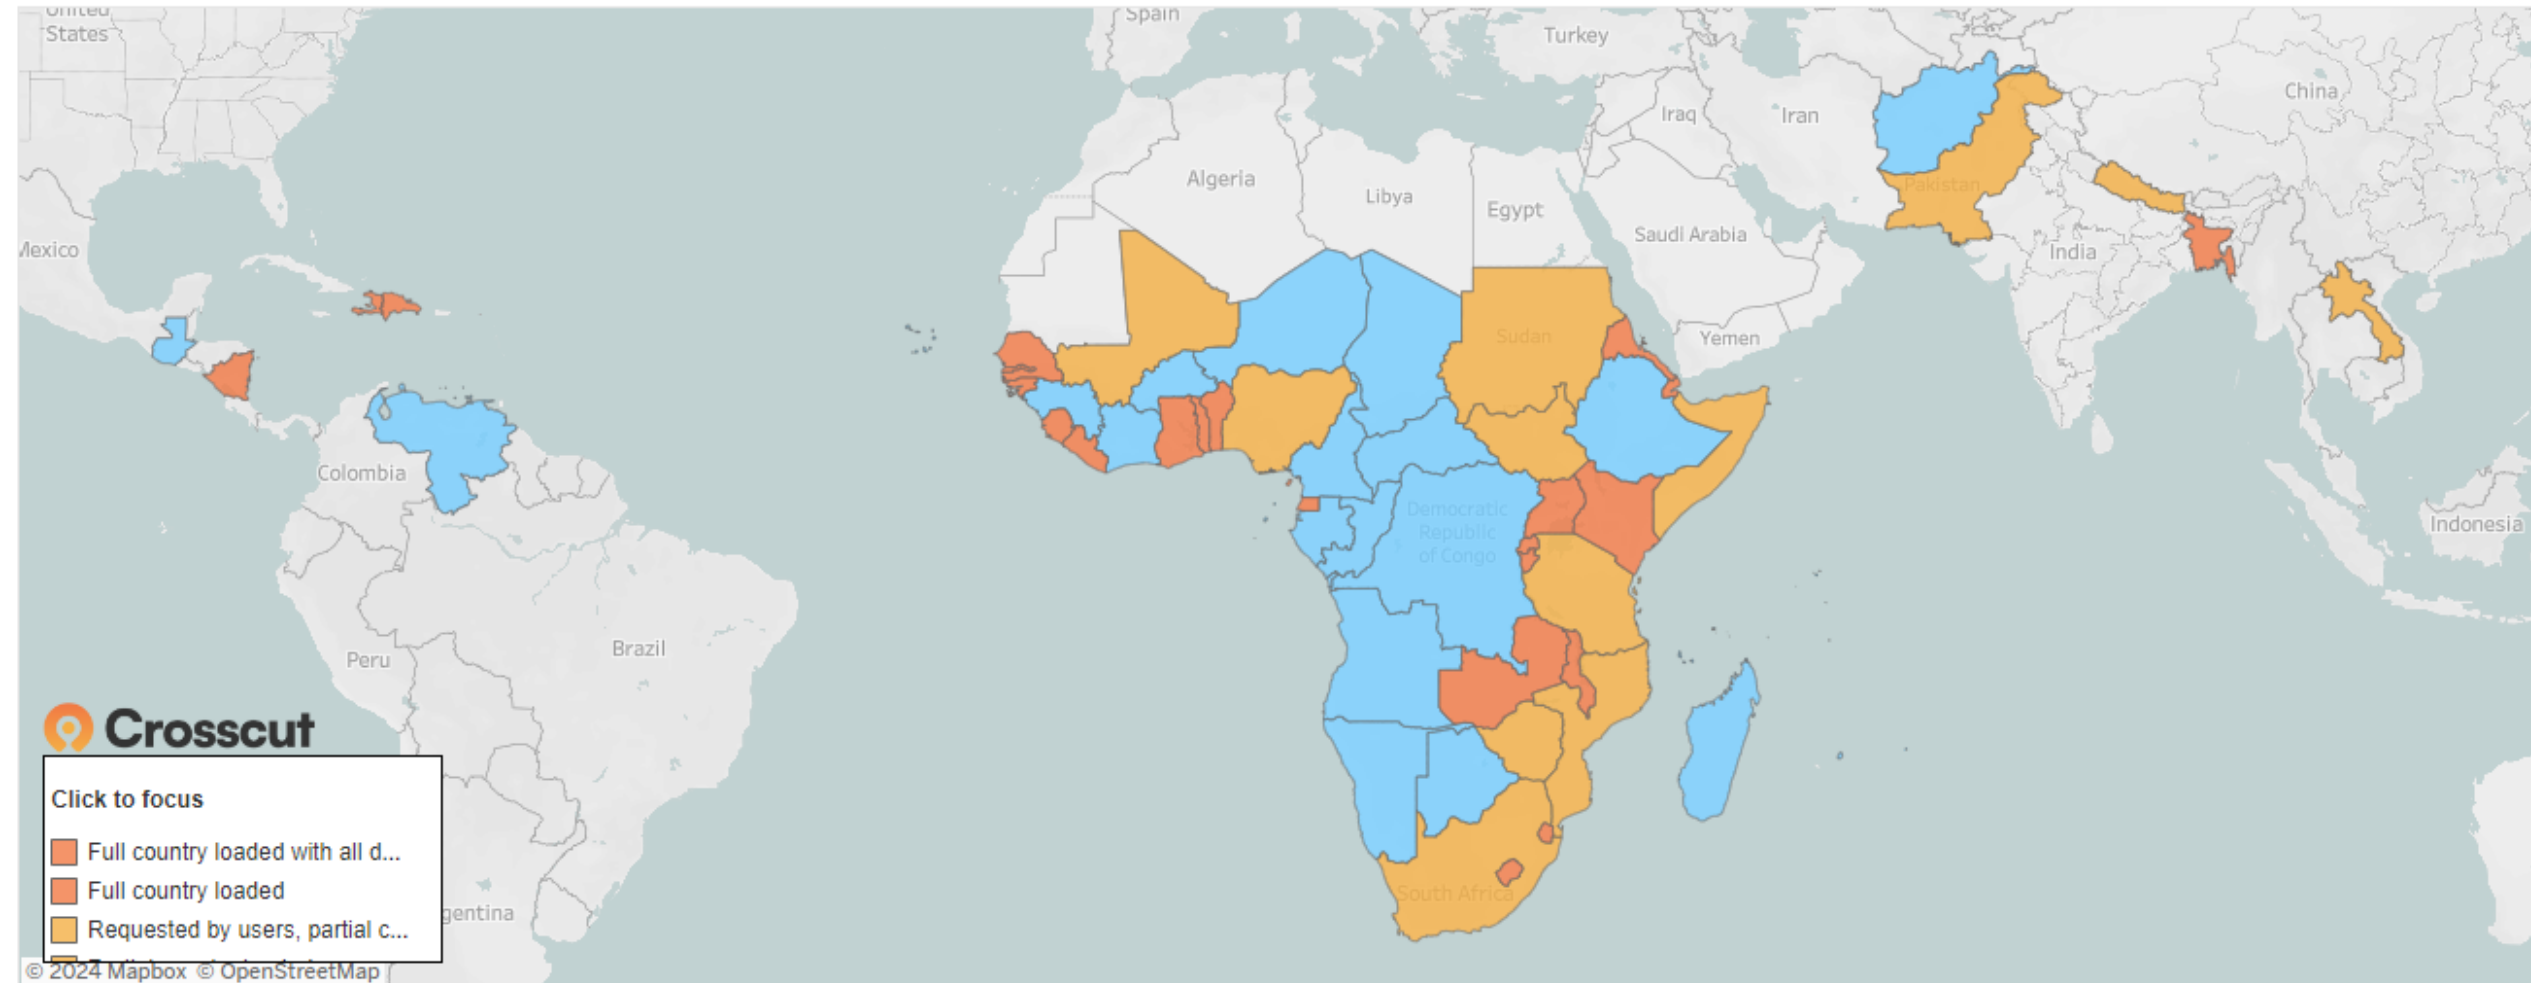 United
States
Mexico
Spain
Turkey
Iraq
Iran
China
Algeria
Libya
Egypt
Saudi Arabia
Pakistan
India
Sudan
Yemen
Colombia
Democratic
Republic
of Congo
Indonesia
Brazil
Peru
South Africa
gentina
Crosscut
Click to focus
Full country loaded with all d...
Full country loaded
Requested by users, partial c...
© 2024 Mapbox © OpenStreetMap